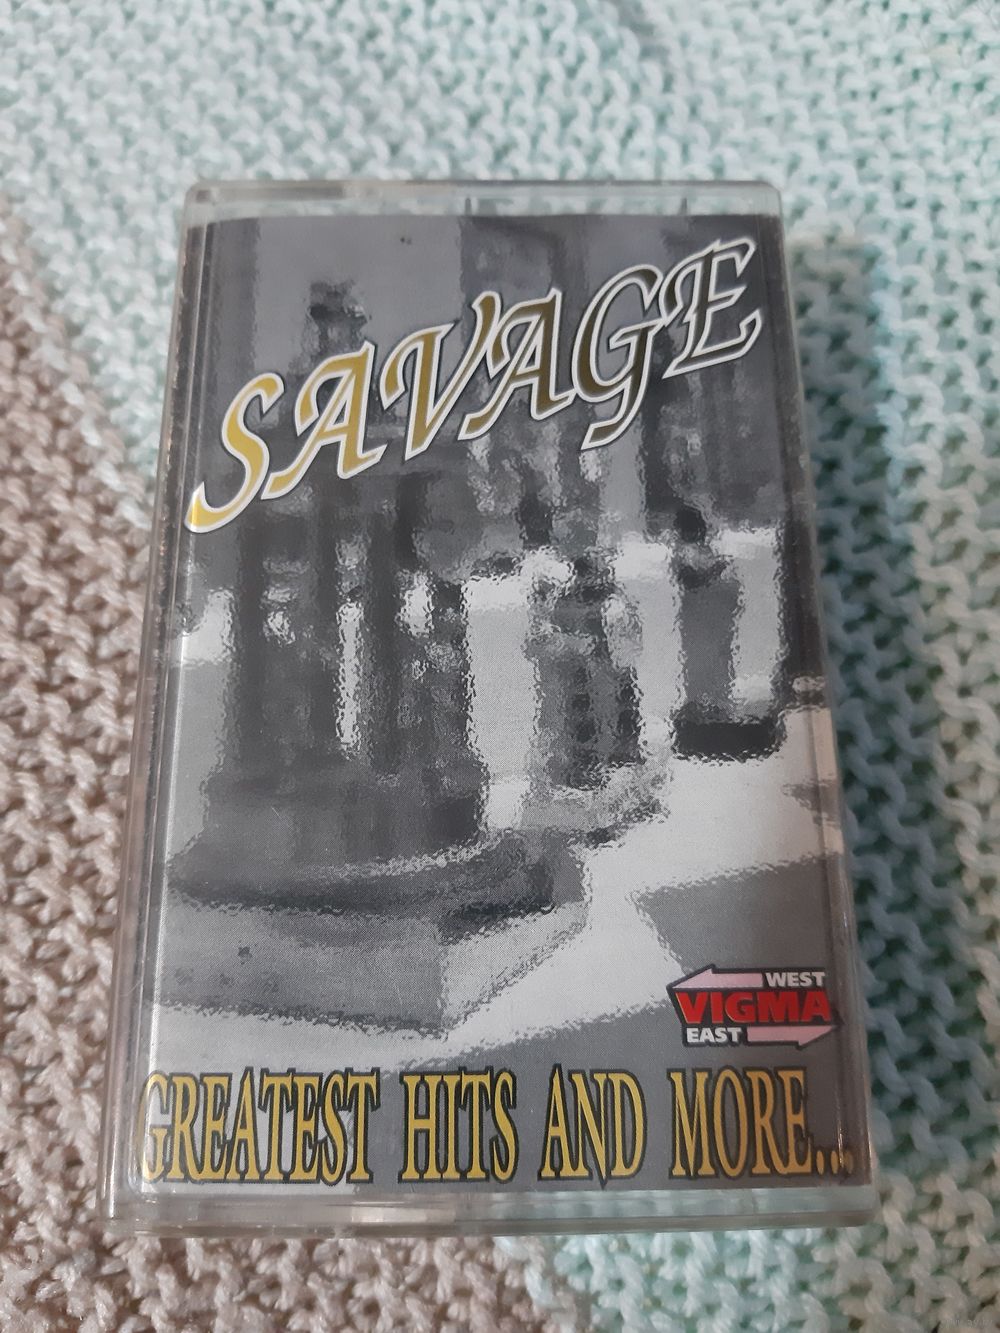 SAVAGE
WEST
VIGMA
EAST
GREATEST HITS AND MORE...